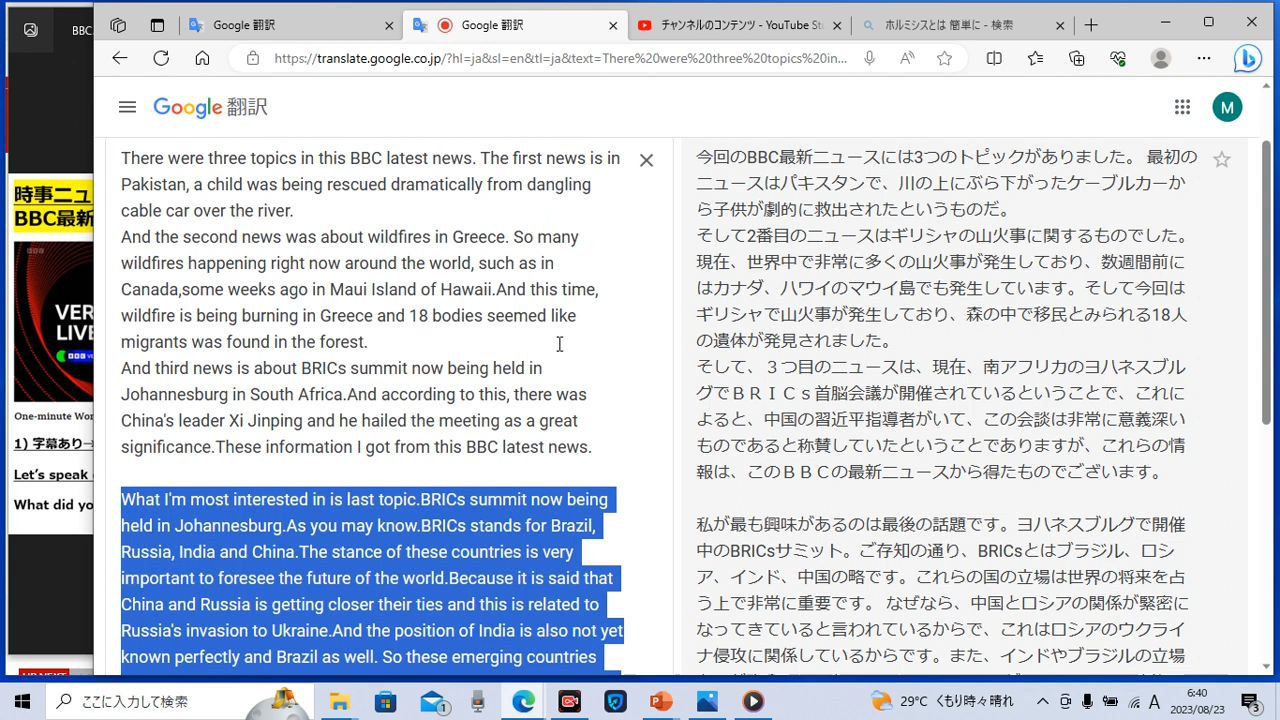 BBC
Google 翻訳
Google 翻訳
チャンネルのコンテンツ - YouTube St
ホルミシスとは 簡単に - 検索
https://translate.google.co.jp/?hl=ja&sl=en&tl=ja&text=There%20were%20three%20topics%20in...
Google 翻訳
M
時事ニュ
BBC最新
VER
LIVE
One-minute Wor
1) 字幕あり→
Let's speak
What did yo
There were three topics in this BBC latest news. The first news is in
Pakistan, a child was being rescued dramatically from dangling
cable car over the river.
And the second news was about wildfires in Greece. So many
wildfires happening right now around the world, such as in
Canada,some weeks ago in Maui Island of Hawaii.And this time,
wildfire is being burning in Greece and 18 bodies seemed like
migrants was found in the forest.
And third news is about BRICs summit now being held in
Johannesburg in South Africa.And according to this, there was
China's leader Xi Jinping and he hailed the meeting as a great
significance.These information I got from this BBC latest news.
What I'm most interested in is last topic.BRICs summit now being
held in Johannesburg.As you may know.BRICs stands for Brazil,
Russia, India and China.The stance of these countries is very
important to foresee the future of the world.Because it is said that
China and Russia is getting closer their ties and this is related to
Russia's invasion to Ukraine.And the position of India is also not yet
known perfectly and Brazil as well. So these emerging countries
今回のBBC最新ニュースには3つのトピックがありました。 最初の
ニュースはパキスタンで、川の上にぶら下がったケーブルカーか
ら子供が劇的に救出されたというものだ。
そして2番目のニュースはギリシャの山火事に関するものでした。
現在、世界中で非常に多くの山火事が発生しており、数週間前に
はカナダ、ハワイのマウイ島でも発生しています。そして今回は
ギリシャで山火事が発生しており、森の中で移民とみられる18人
の遺体が発見されました。
そして、３つ目のニュースは、現在、南アフリカのヨハネスブル
グでＢＲＩＣｓ首脳会議が開催されているということで、これに
よると、中国の習近平指導者がいて、この会談は非常に意義深い
ものであると称賛していたということでありますが、これらの情
報は、このＢＢＣの最新ニュースから得たものでございます。
私が最も興味があるのは最後の話題です。ヨハネスブルグで開催
中のBRICsサミット。ご存知の通り、BRICsとはブラジル、ロシ
ア、インド、中国の略です。これらの国の立場は世界の将来を占
う上で非常に重要です。 なぜなら、中国とロシアの関係が緊密に
なってきていると言われているからで、これはロシアのウクライ
ナ侵攻に関係しているからです。また、インドやブラジルの立場
ここに入力して検索
1
29°C くもり時々晴れ
A
6:40
2023/08/23
3